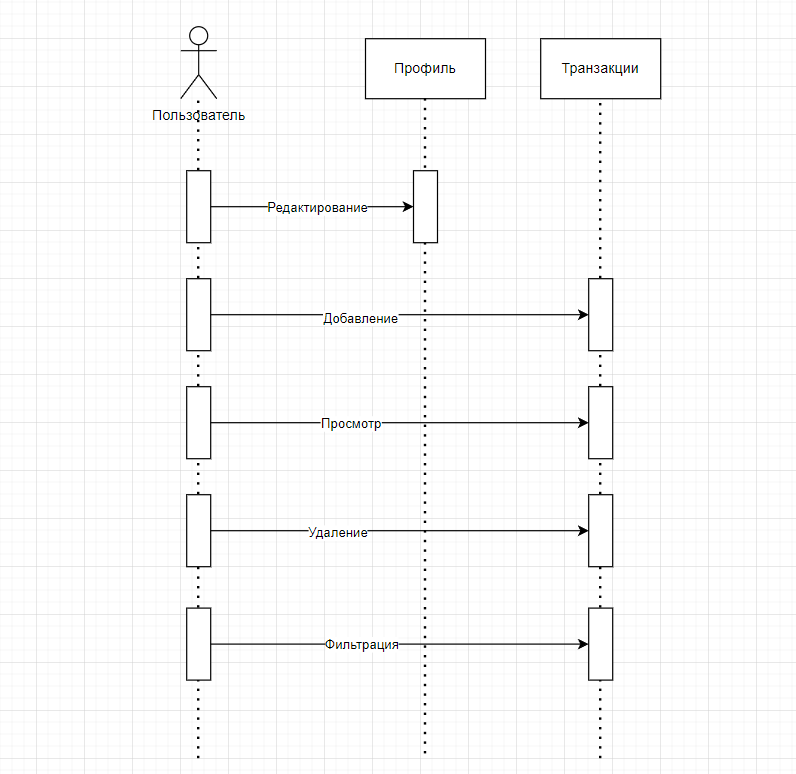 Пользователь
Профиль
Транзакции
Редактирование
Добавление
Просмотр
Удаление
Фильтрация